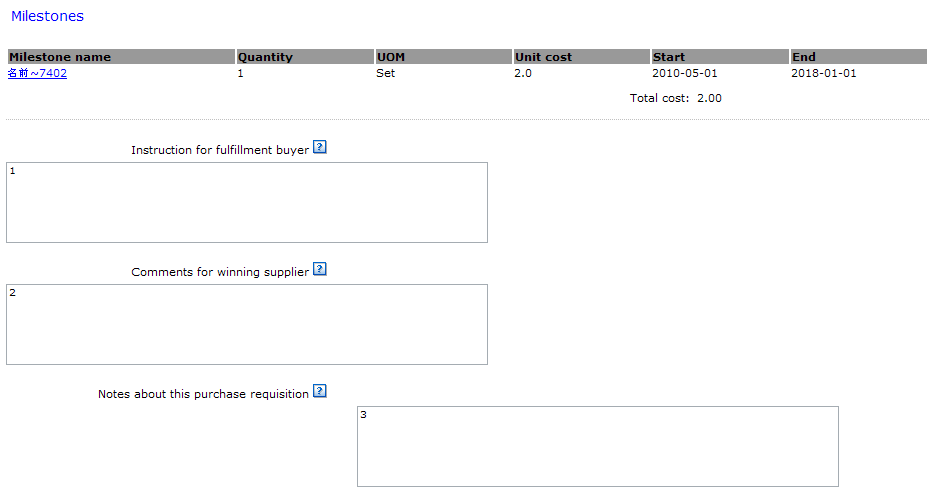 Milestones
Milestone name Quantity UOM Unit cost Start End
名前~7402 1 Set 2.0 2010-05-01 2018-01-01
Total cost: 2.00
Instruction for fulfillment buyer ?
1
Comments for winning supplier ?
2
Notes about this purchase requisition ?
3